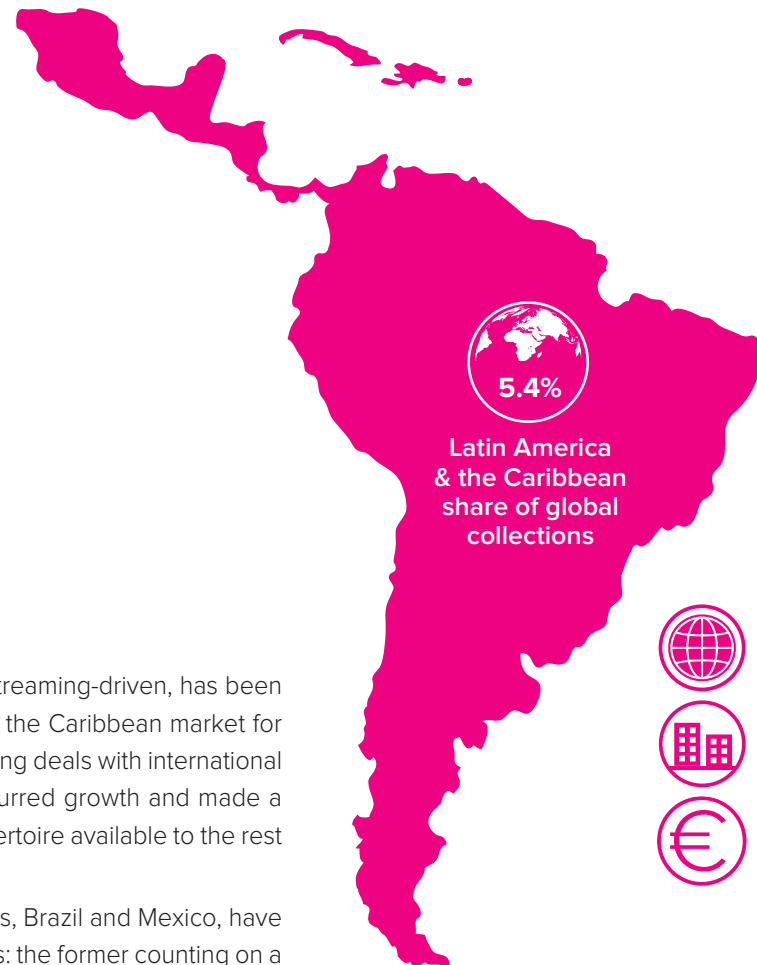 5.4%
Latin America
& the Caribbean
share of global
collections
treaming-driven, has been
the Caribbean market for
ing deals with international
urred growth and made a
ertoire available to the rest
s, Brazil and Mexico, have
s: the former counting on a
€